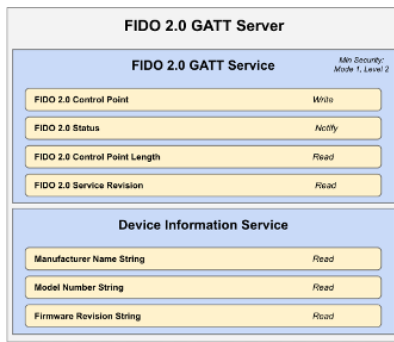 FIDO 2.0 GATT Server
FIDO 2.0 GATT Service
Min Security:
Mode 1, Level 2
FIDO 2.0 Control Point Write
FIDO 2.0 Status Notify
FIDO 2.0 Control Point Length Read
FIDO 2.0 Service Revision Read
Device Information Service
Manufacturer Name String Read
Model Number String Read
Firmware Revision String Read